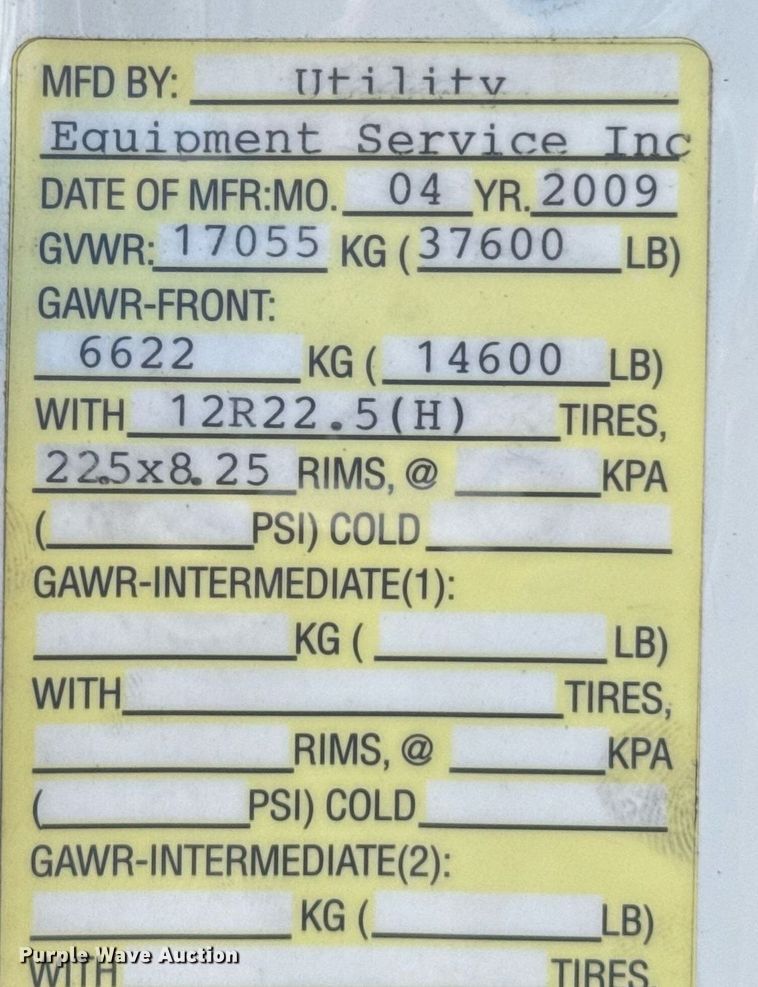 MFD BY: Utility
Equipment Service Inc
DATE OF MFR:MO. 04 YR. 2009
GVWR: 17055 KG (37600 LB)
GAWR-FRONT:
6622 KG ( 14600 LB)
WITH 12R22.5(H) TIRES,
22.5x8.25 RIMS, @ KPA
( PSI) COLD
GAWR-INTERMEDIATE(1):
KG ( LB)
WITH TIRES,
RIMS, @ KPA
( PSI) COLD
GAWR-INTERMEDIATE(2):
KG ( LB)
Purple Wave Auction
WITH TIRES,